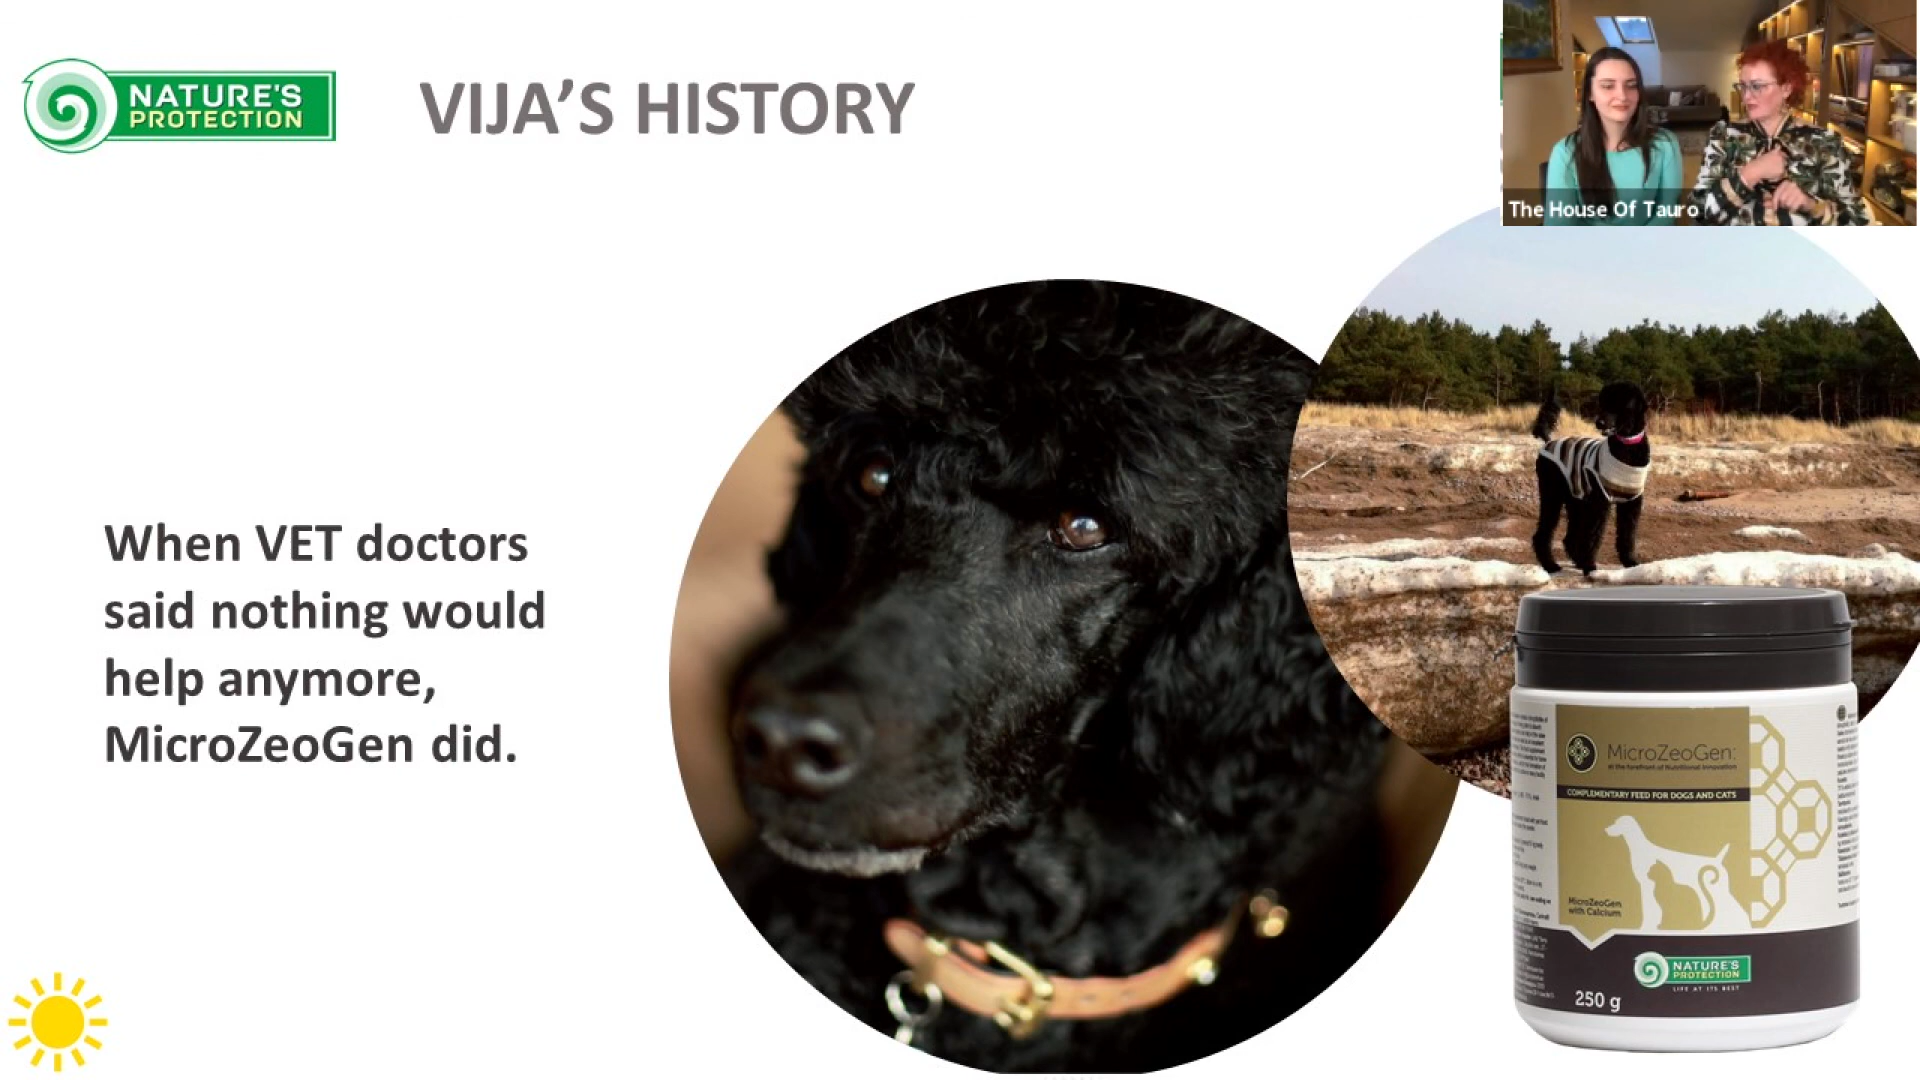 NATURE'S
PROTECTION
VIJA'S HISTORY
The House Of Tauro
When VET doctors
said nothing would
help anymore,
MicroZeoGen did.
MicroZeoGen:
at the forefront of Nutritional Innovation
COMPLEMENTARY FEED FOR DOGS AND CATS
MicroZeoGen
with Calcium
NATURE'S
PROTECTION
LIFE AT ITS BEST
250 g